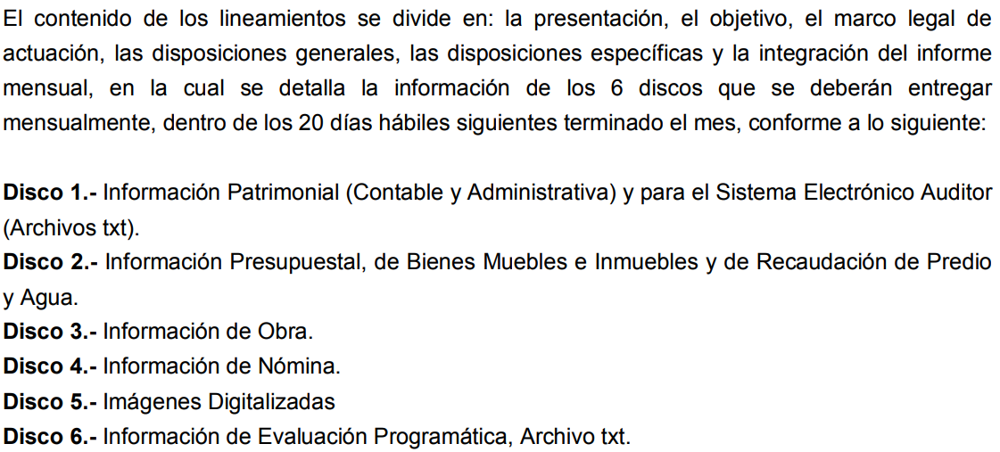 El contenido de los lineamientos se divide en: la presentación, el objetivo, el marco legal de
actuación, las disposiciones generales, las disposiciones específicas y la integración del informe
mensual, en la cual se detalla la información de los 6 discos que se deberán entregar
mensualmente, dentro de los 20 días hábiles siguientes terminado el mes, conforme a lo siguiente:
Disco 1.- Información Patrimonial (Contable y Administrativa) y para el Sistema Electrónico Auditor
(Archivos txt).
Disco 2.- Información Presupuestal, de Bienes Muebles e Inmuebles y de Recaudación de Predio
y Agua.
Disco 3.- Información de Obra.
Disco 4.- Información de Nómina.
Disco 5.- Imágenes Digitalizadas
Disco 6.- Información de Evaluación Programática, Archivo txt.